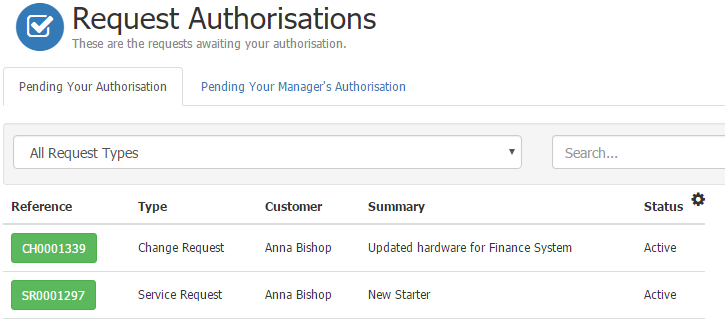 Request Authorisations
These are the requests awaiting your authorisation.
Pending Your Authorisation Pending Your Manager's Authorisation
All Request Types Search...
Reference Type Customer Summary Status
CH0001339 Change Request Anna Bishop Updated hardware for Finance System Active
SR0001297 Service Request Anna Bishop New Starter Active